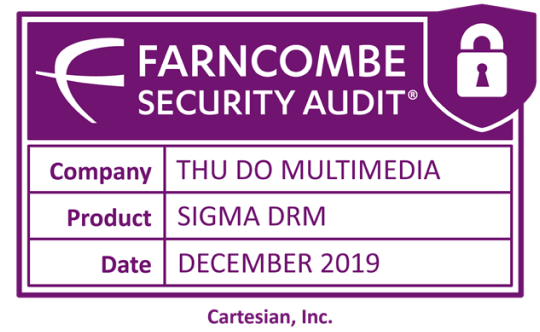 FARNCOMBE
SECURITY AUDIT®
Company THU DO MULTIMEDIA
Product SIGMA DRM
Date DECEMBER 2019
Cartesian, Inc.